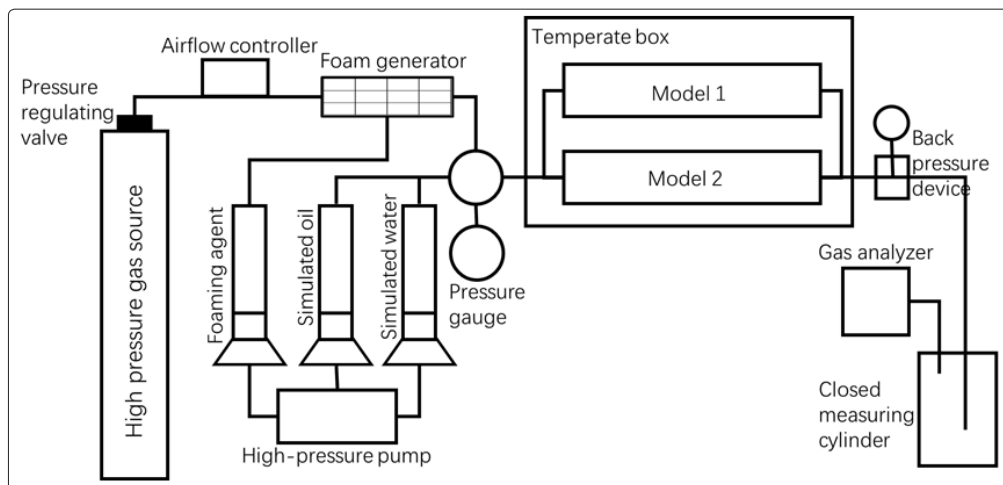 Airflow controller
Foam generator
Temperate box
Pressure
regulating
valve
Model 1
Model 2
Back
pressure
device
High pressure gas source
Foaming agent
Simulated oil
Simulated water
Pressure
gauge
Gas analyzer
Closed
measuring
cylinder
High-pressure pump